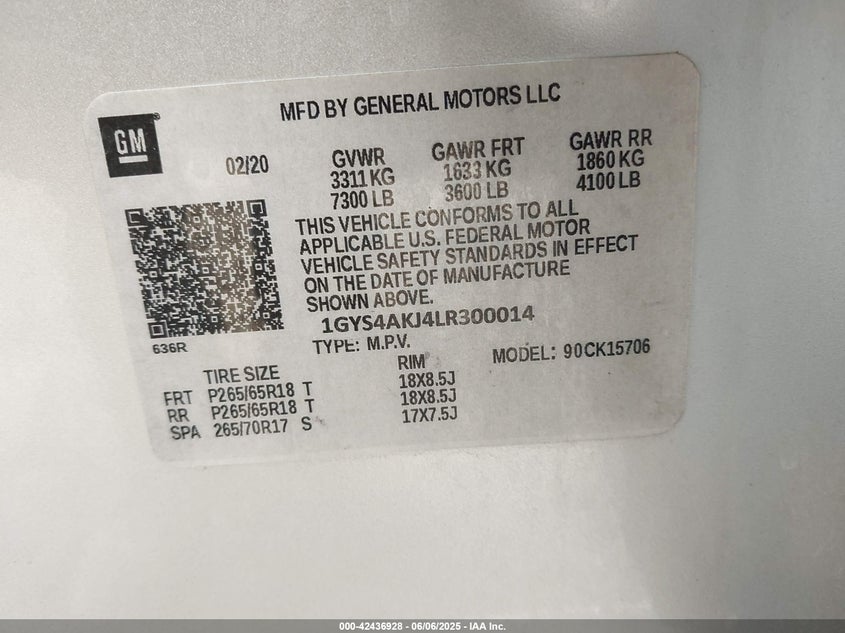 MFD BY GENERAL MOTORS LLC
GM
02/20
GVWR
3311 KG
7300 LB
GAWR FRT
1633 KG
3600 LB
GAWR RR
1860 KG
4100 LB
THIS VEHICLE CONFORMS TO ALL
APPLICABLE U.S. FEDERAL MOTOR
VEHICLE SAFETY STANDARDS IN EFFECT
ON THE DATE OF MANUFACTURE
SHOWN ABOVE.
1GYS4AKJ4LR300014
636R
TYPE: M.P.V.
MODEL: 90CK15706
TIRE SIZE RIM
FRT P265/65R18 T 18X8.5J
RR P265/65R18 T 18X8.5J
SPA 265/70R17 S 17X7.5J
000-42436928 - 06/06/2025 - IAA Inc.